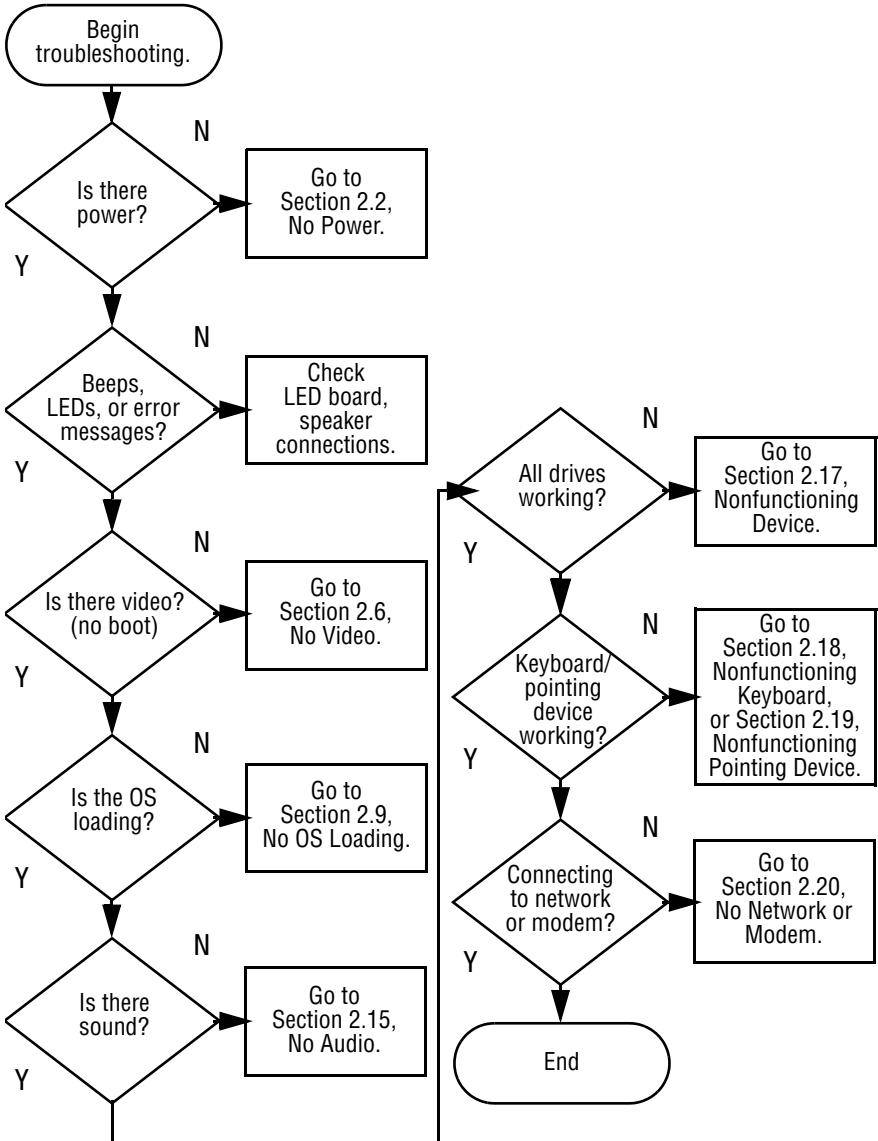 Begin
troubleshooting.
N
Is there
power?
Go to
Section 2.2,
No Power.
Y
N
Beeps,
LEDs, or error
messages?
Check
LED board,
speaker
connections.
Y
N
Is there video?
(no boot)
Go to
Section 2.6,
No Video.
Y
N
Is the OS
loading?
Go to
Section 2.9,
No OS Loading.
Y
N
Is there
sound?
Go to
Section 2.15,
No Audio.
Y
N
All drives
working?
Go to
Section 2.17,
Nonfunctioning
Device.
Y
N
Keyboard/
pointing
device
working?
Go to
Section 2.18,
Nonfunctioning
Keyboard,
or Section 2.19,
Nonfunctioning
Pointing Device.
Y
N
Connecting
to network
or modem?
Go to
Section 2.20,
No Network or
Modem.
Y
End